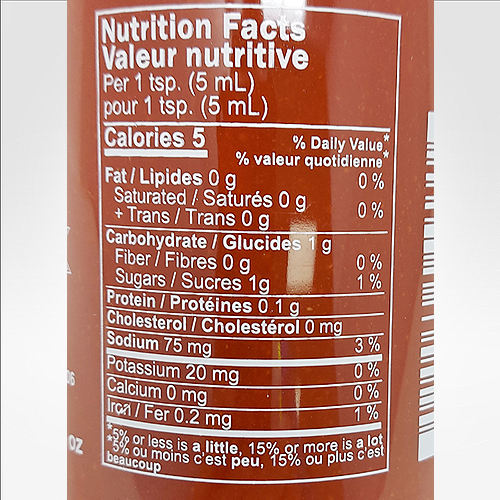 Nutrition Facts
Valeur nutritive
Per 1 tsp. (5 mL)
pour 1 tsp. (5 mL)
Calories 5
% Daily Value*
% valeur quotidienne*
Fat / Lipides 0 g 0 %
Saturated / Saturés 0 g
+ Trans / Trans 0 g 0 %
Carbohydrate / Glucides 1 g
Fiber / Fibres 0 g 0 %
Sugars / Sucres 1g 1 %
Protein / Protéines 0.1 g
Cholesterol / Cholestérol 0 mg
Sodium 75 mg 3 %
Potassium 20 mg 0 %
Calcium 0 mg 0 %
Iron / Fer 0.2 mg 1 %
*5% or less is a little, 15% or more is a lot
*5% ou moins c'est peu, 15% ou plus c'est
beaucoup
oz